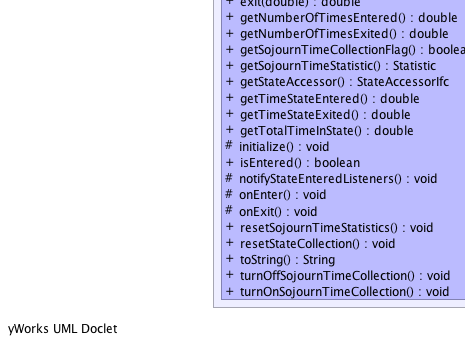 + exit(double) : double
+ getNumberOfTimesEntered() : double
+ getNumberOfTimesExited() : double
+ getSojournTimeCollectionFlag() : boolea
+ getSojournTimeStatistic() : Statistic
+ getStateAccessor() : StateAccessorIfc
+ getTimeStateEntered() : double
+ getTimeStateExited() : double
+ getTotalTimeInState() : double
# initialize() : void
+ isEntered() : boolean
# notifyStateEnteredListeners() : void
# onEnter() : void
# onExit() : void
+ resetSojournTimeStatistics() : void
+ resetStateCollection() : void
+ toString() : String
+ turnOffSojournTimeCollection() : void
+ turnOnSojournTimeCollection() : void
yWorks UML Doclet